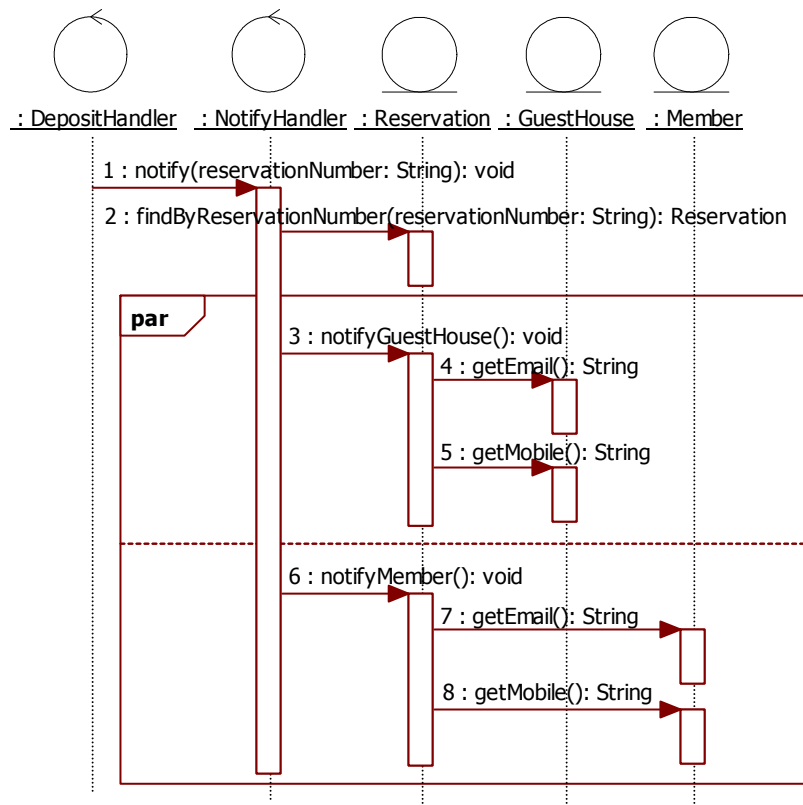 : DepositHandler : NotifyHandler : Reservation : GuestHouse : Member
1 : notify(reservationNumber: String): void
2 : findByReservationNumber(reservationNumber: String): Reservation
par
3 : notifyGuestHouse(): void
4 : getEmail(): String
5 : getMobile(): String
6 : notifyMember(): void
7 : getEmail(): String
8 : getMobile(): String